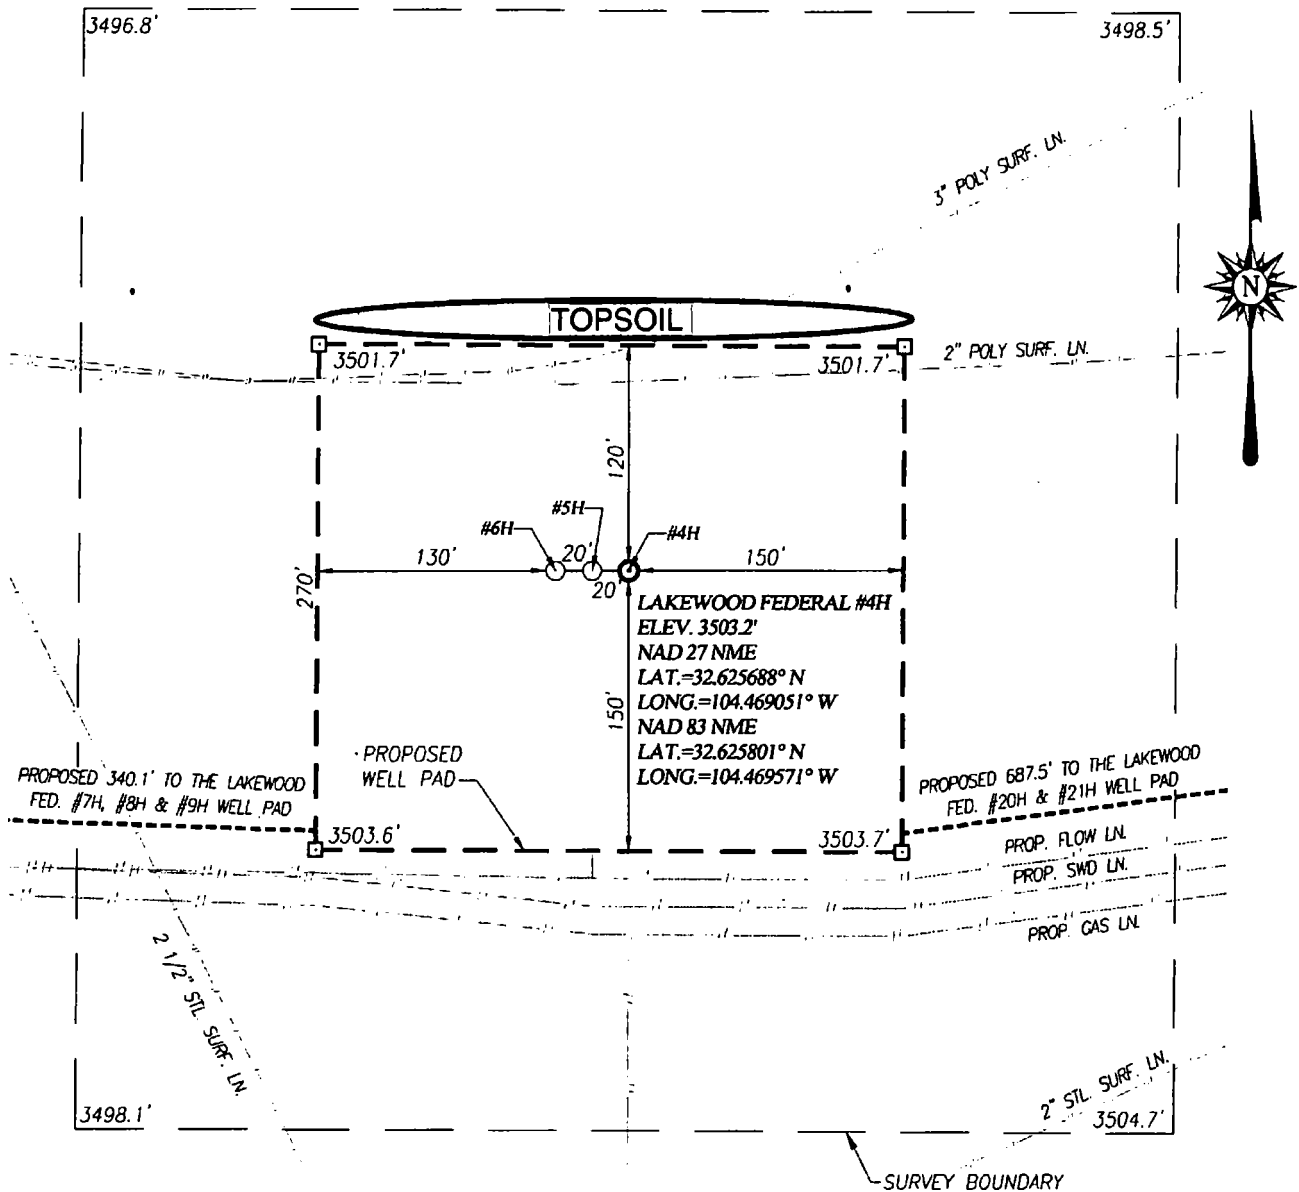 3496.8'
3498.5'
3" POLY SURF. LN.
N
TOPSOIL
3501.7'
3501.7'
2" POLY SURF. LN.
120'
#6H
#5H
#4H
130'
20'
20'
150'
270'
LAKEWOOD FEDERAL #4H
ELEV. 3503.2'
NAD 27 NME
LAT.=32.625688° N
LONG.=104.469051° W
NAD 83 NME
LAT.=32.625801° N
LONG.=104.469571° W
150'
PROPOSED
WELL PAD
PROPOSED 340.1' TO THE LAKEWOOD
FED. #7H, #8H & #9H WELL PAD
PROPOSED 687.5' TO THE LAKEWOOD
FED. #20H & #21H WELL PAD
3503.6'
3503.7'
PROP. FLOW LN.
PROP. SWD LN.
PROP. GAS LN.
2 1/2" STL. SURF. LN.
2" STL. SURF. LN.
3498.1'
3504.7'
SURVEY BOUNDARY